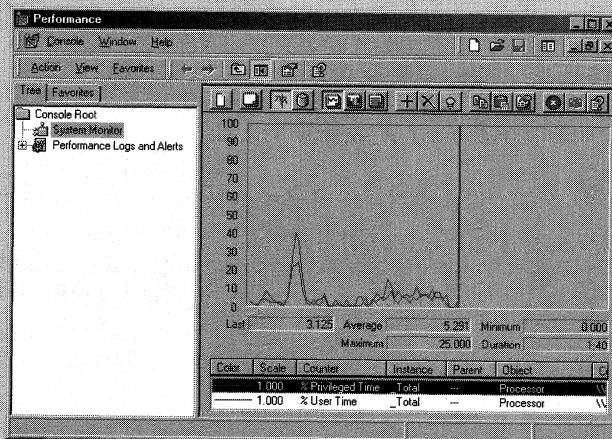 Performance
Console Window Help
Action View Favorites
Tree Favorites
Console Root
System Monitor
Performance Logs and Alerts
100
90
80
70
60
50
40
30
20
10
0
Last 3.125 Average 5.291 Minimum 0.000
Maximum 25.000 Duration 1:40
Color Scale Counter Instance Parent Object
1.000 % Privileged Time _Total --- Processor \\
1.000 % User Time _Total --- Processor \\